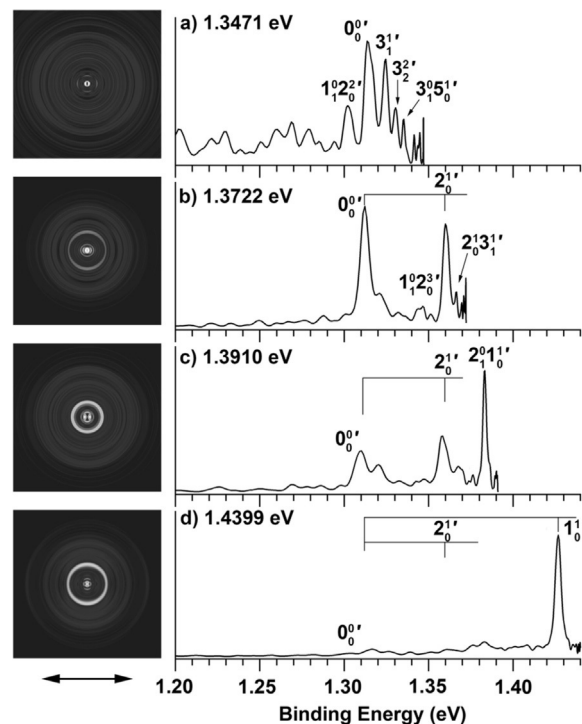 a) 1.3471 eV
0⁰₀′
3₁¹′
3₂²′
1₁⁰2₀²′
3₁⁰5₀¹′
b) 1.3722 eV
2₀¹′
0₀⁰′
2₀¹3₁¹′
1₁⁰2₀³′
c) 1.3910 eV
2₁⁰1₀¹′
2₀¹′
0₀⁰′
d) 1.4399 eV
2₀¹′
1₀¹′
0₀⁰′
1.20 1.25 1.30 1.35 1.40
Binding Energy (eV)